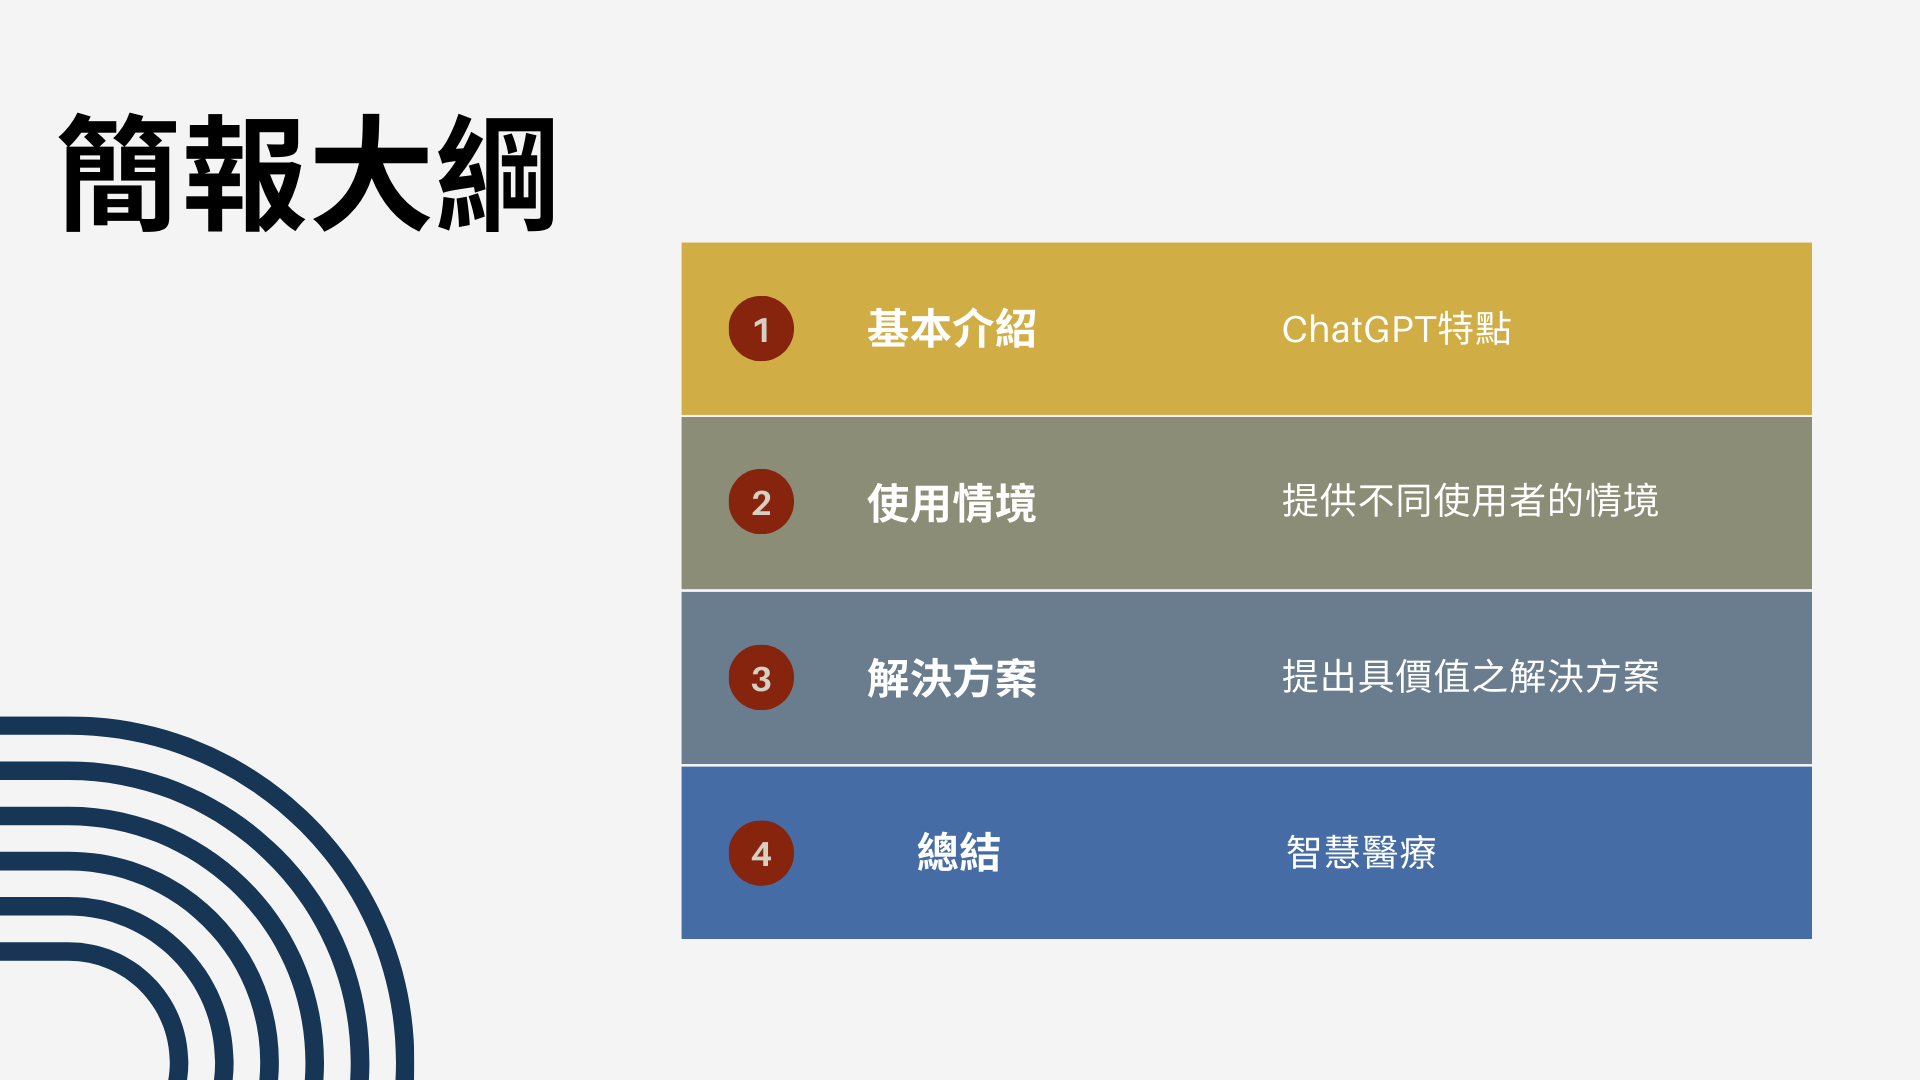 簡報大綱
1 基本介紹 ChatGPT特點
2 使用情境 提供不同使用者的情境
3 解決方案 提出具價值之解決方案
4 總結 智慧醫療